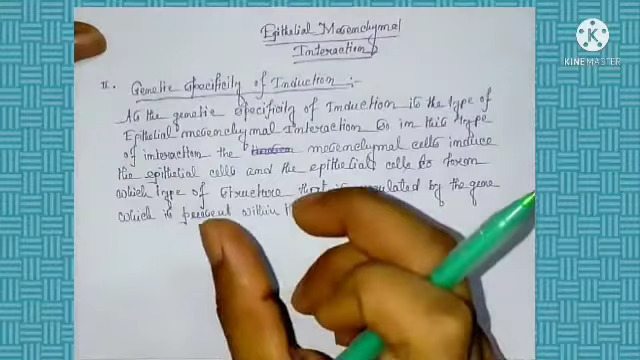 Epithelial Mesenchymal
Interaction
II. Genetic specificity of Induction :-
As the genetic specificity of Induction is the type of
Epithelial mesenchymal Interaction so in this type
of interaction the mesenchymal cells induce
the epithelial cells and the epithelial cells to form
which type of structure that is regulated by the gene
which is present within
K
KINEMASTER